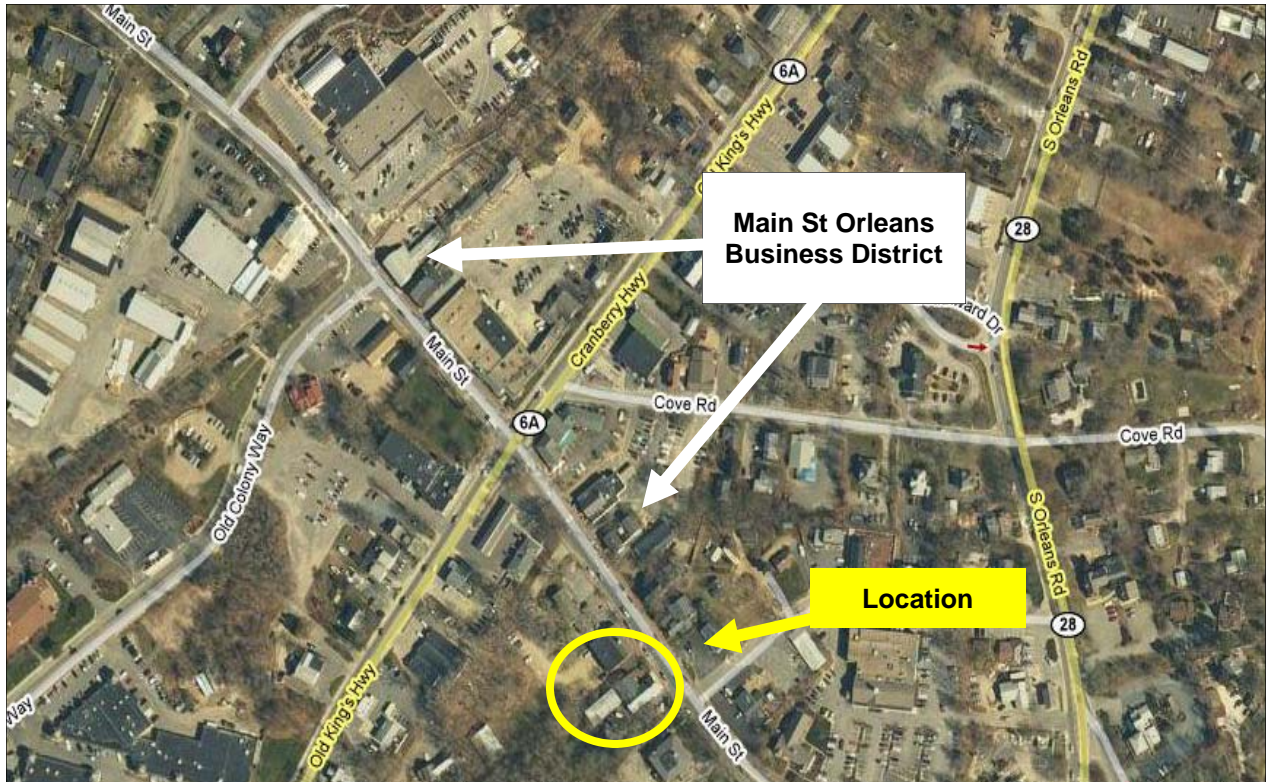 Main St
6A
Old King's Hwy
S Orleans Rd
Main St Orleans
Business District
28
Dr
Cranberry Hwy
Main St
Cove Rd
6A
Cove Rd
Old Colony Way
S Orleans Rd
Location
28
Way
Old King's Hwy
Main St